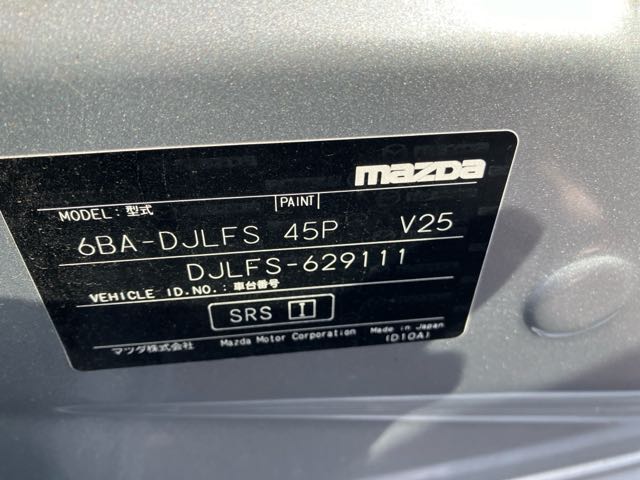 mazda
MODEL: 型式 PAINT
6BA-DJLFS 45P V25
DJLFS-629111
VEHICLE ID.NO.: 車台番号
SRS I
マツダ株式会社 Mazda Motor Corporation Made in Japan
(D10A)